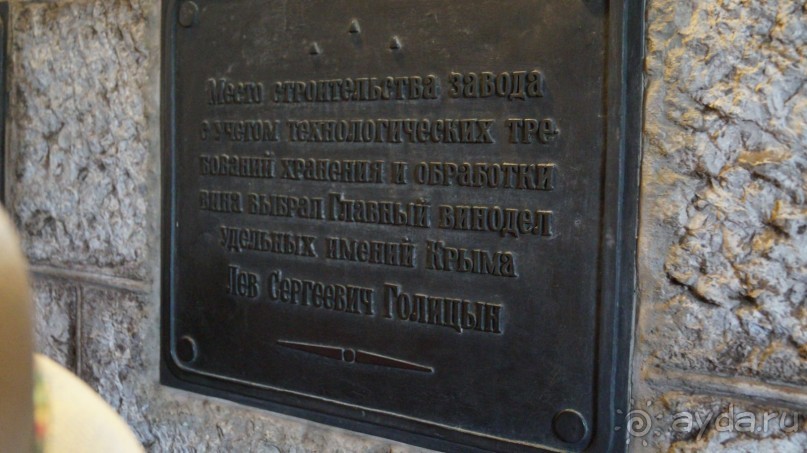 Место строительства завода
с учетом технологических тре-
бований хранения и обработки
вина выбрал Главный винодел
удельных имений Крыма
Лев Сергеевич Голицын
ayda.ru